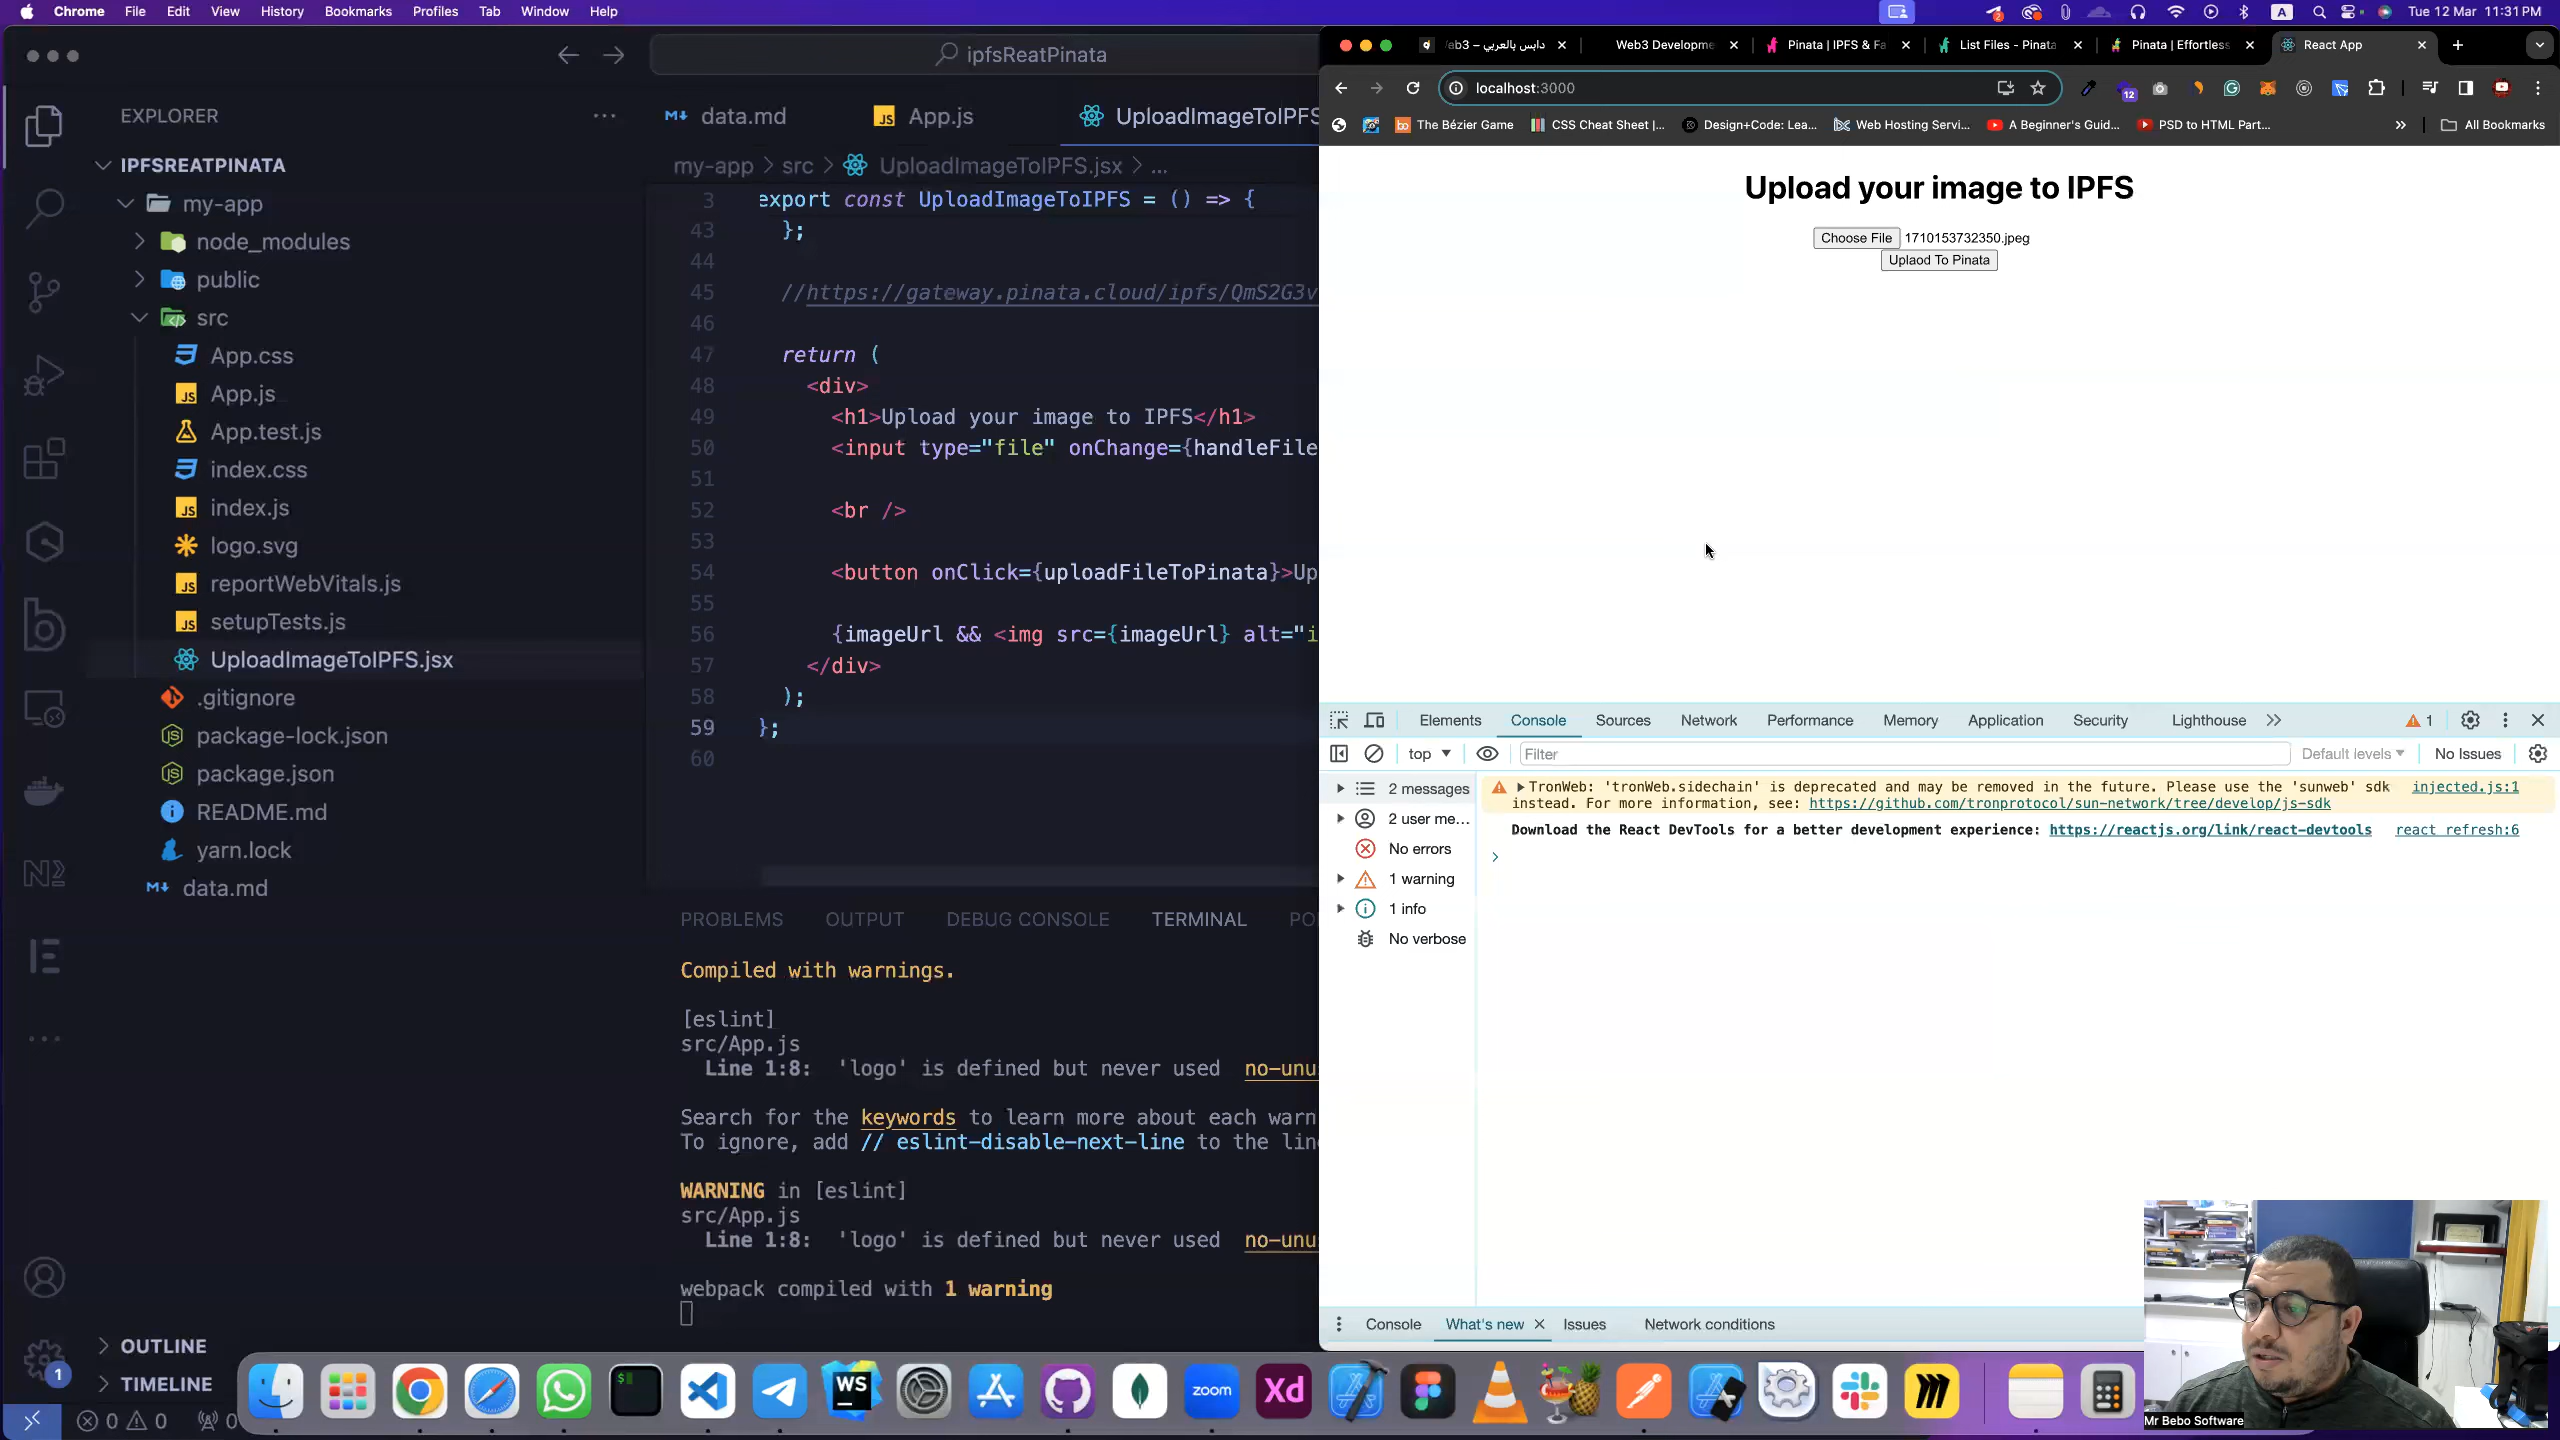 Chrome File Edit View History Bookmarks Profiles Tab Window Help
2
A
Tue 12 Mar 11:31 PM
ipfsReatPinata
EXPLORER
IPFSREATPINATA
my-app
node_modules
public
src
App.css
App.js
App.test.js
index.css
index.js
logo.svg
reportWebVitals.js
setupTests.js
UploadImageToIPFS.jsx
.gitignore
package-lock.json
package.json
README.md
yarn.lock
data.md
OUTLINE
TIMELINE
1
0 0 0
data.md
App.js
UploadImageToIPFS
my-app > src > UploadImageToIPFS.jsx > ...
3 export const UploadImageToIPFS = () => {
43 };
44
45 //https://gateway.pinata.cloud/ipfs/QmS2G3v
46
47 return (
48 <div>
49 <h1>Upload your image to IPFS</h1>
50 <input type="file" onChange={handleFile
51
52 <br />
53
54 <button onClick={uploadFileToPinata}>Up
55
56 {imageUrl && <img src={imageUrl} alt="i
57 </div>
58 );
59 };
60
PROBLEMS OUTPUT DEBUG CONSOLE TERMINAL PO
Compiled with warnings.
[eslint]
src/App.js
Line 1:8: 'logo' is defined but never used no-unu
Search for the keywords to learn more about each warn
To ignore, add // eslint-disable-next-line to the lin
WARNING in [eslint]
src/App.js
Line 1:8: 'logo' is defined but never used no-unu
webpack compiled with 1 warning
دابس بالعربي – eb3
Web3 Developme
Pinata | IPFS & Fa
List Files - Pinata
Pinata | Effortless
React App
localhost:3000
12
The Bézier Game
CSS Cheat Sheet |...
Design+Code: Lea...
Web Hosting Servi...
A Beginner's Guid...
PSD to HTML Part...
All Bookmarks
Upload your image to IPFS
Choose File 1710153732350.jpeg
Uplaod To Pinata
Elements Console Sources Network Performance Memory Application Security Lighthouse 1
top Filter Default levels No Issues
2 messages
2 user me...
No errors
1 warning
1 info
No verbose
TronWeb: 'tronWeb.sidechain' is deprecated and may be removed in the future. Please use the 'sunweb' sdk injected.js:1
instead. For more information, see: https://github.com/tronprotocol/sun-network/tree/develop/js-sdk
Download the React DevTools for a better development experience: https://reactjs.org/link/react-devtools react refresh:6
Console What's new Issues Network conditions
WS
zoom
Xd
Mr Bebo Software